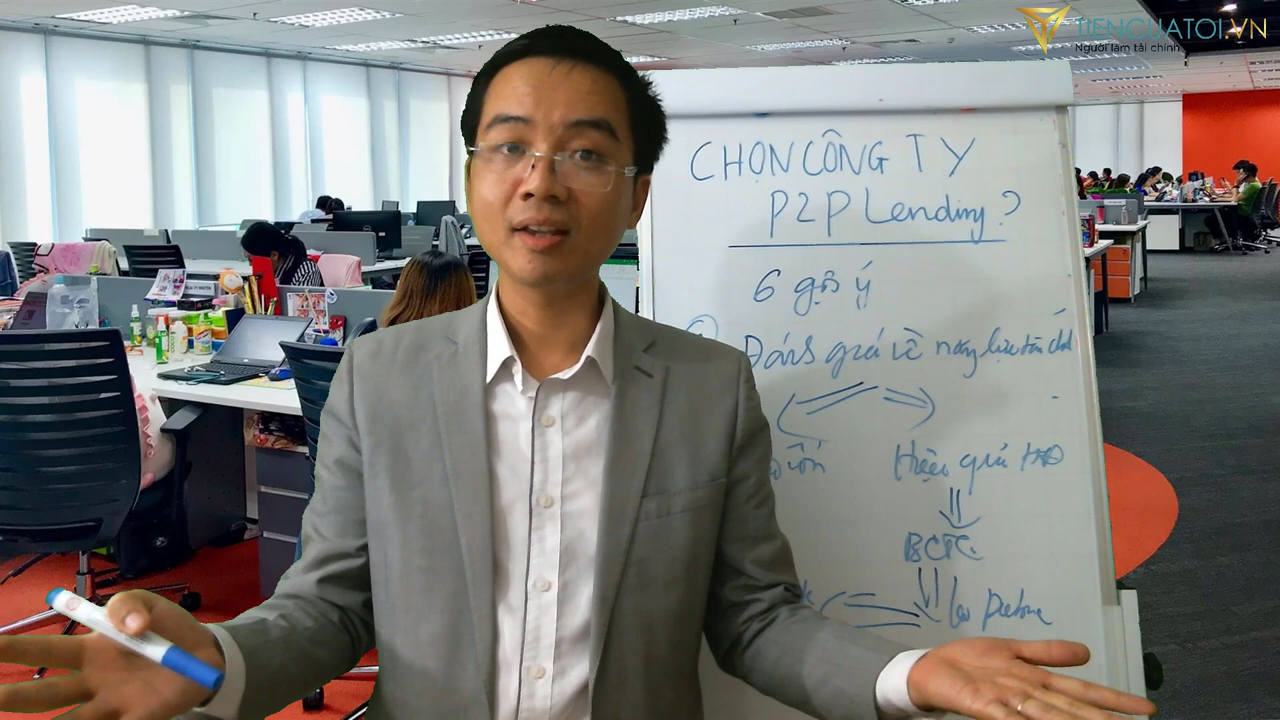 TIENCUATOI.VN
Người làm tài chính
CHỌN CÔNG TY
P2P Lending?
6 gợi ý
Đánh giá về năng lực tài
Hiệu quả HĐ
BCTC